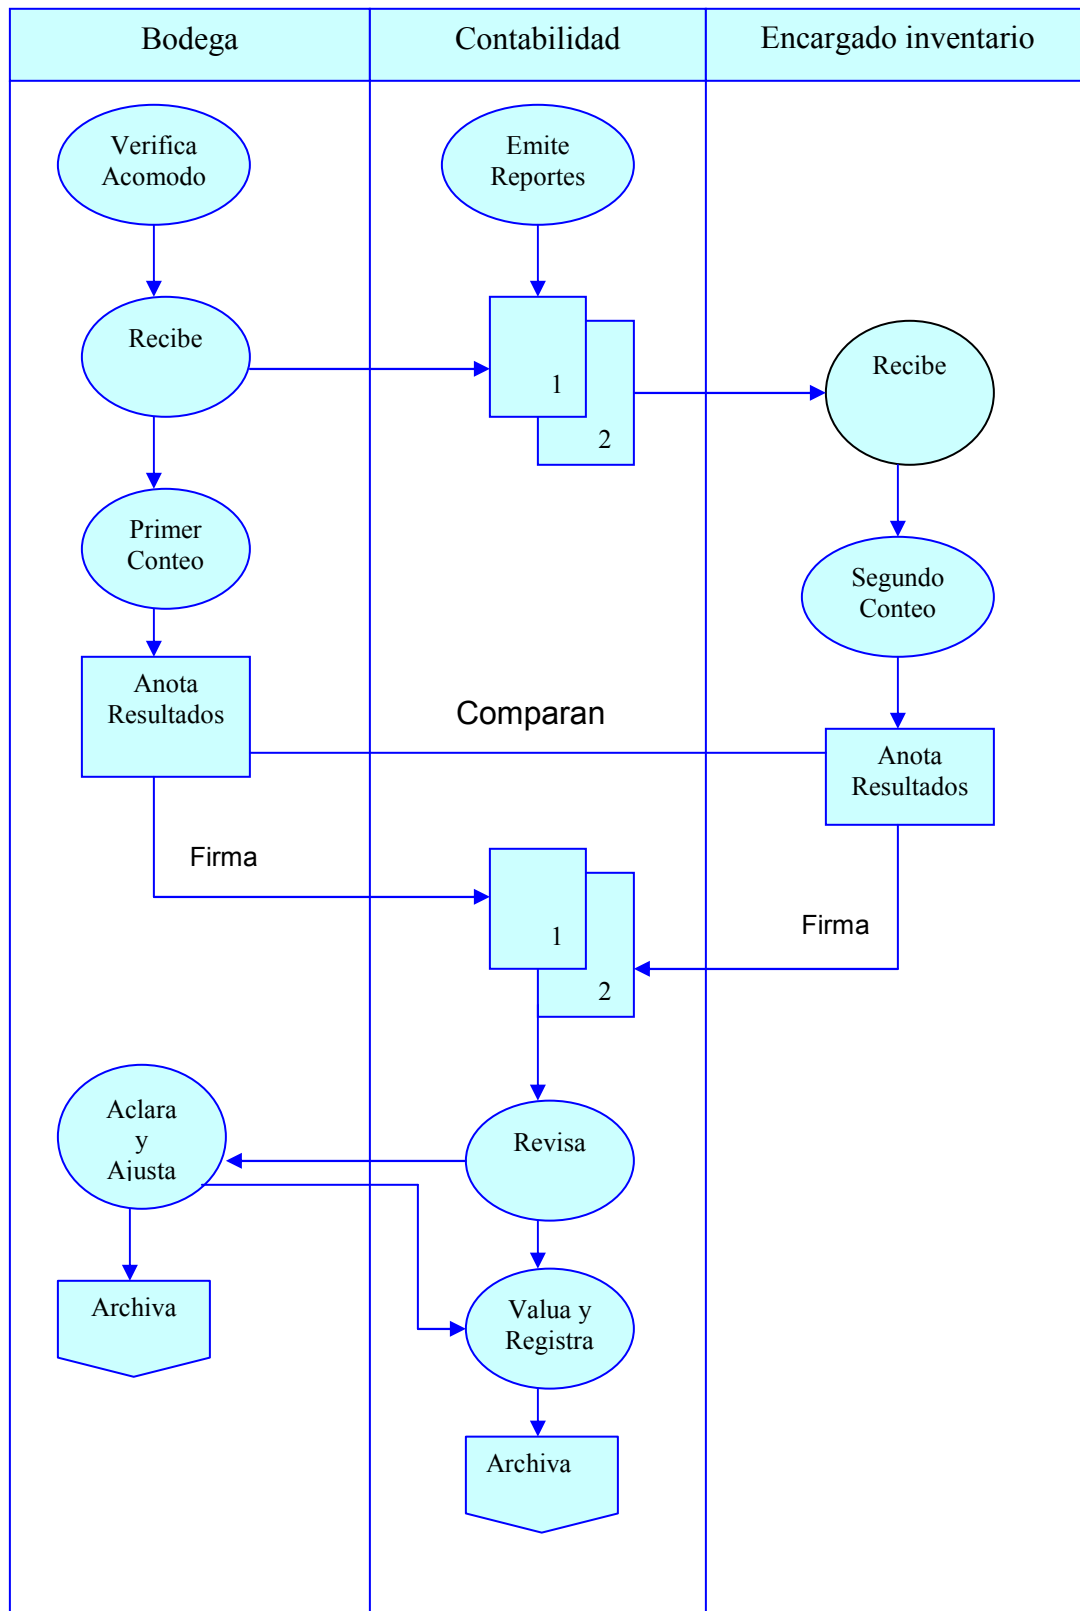 Bodega
Contabilidad
Encargado inventario
Verifica
Acomodo
Emite
Reportes
Recibe
1
2
Recibe
Primer
Conteo
Segundo
Conteo
Anota
Resultados
Comparan
Anota
Resultados
Firma
1
2
Firma
Aclara
y
Ajusta
Revisa
Archiva
Valua y
Registra
Archiva